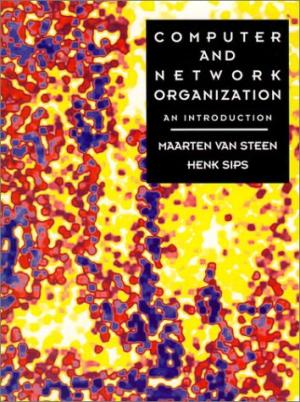 COMPUTER
AND
NETWORK
ORGANIZATION
AN INTRODUCTION
MAARTEN VAN STEEN
HENK SIPS